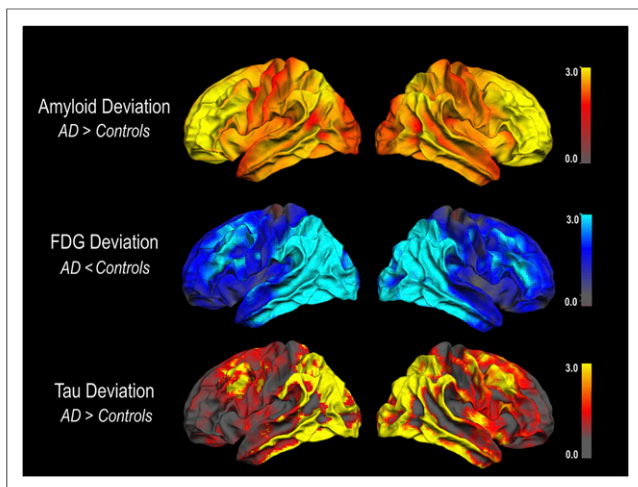 Amyloid Deviation
AD > Controls
3.0
0.0
FDG Deviation
AD < Controls
3.0
0.0
Tau Deviation
AD > Controls
3.0
0.0